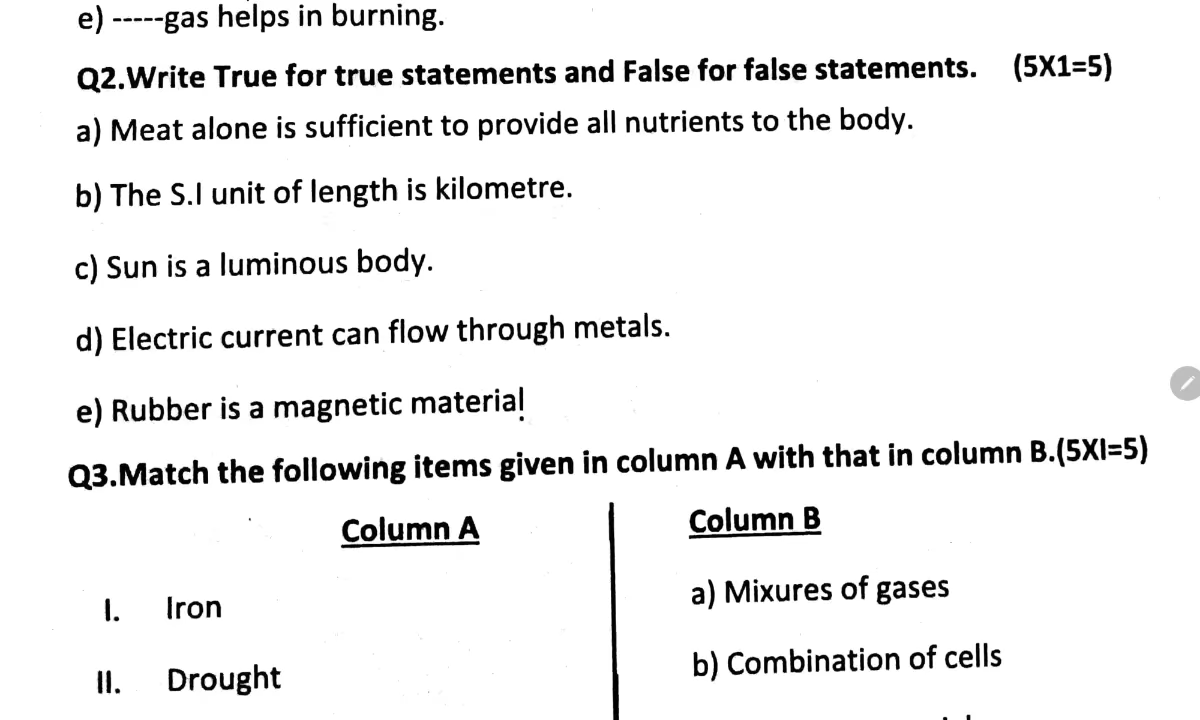 e) -----gas helps in burning.
Q2.Write True for true statements and False for false statements. (5X1=5)
a) Meat alone is sufficient to provide all nutrients to the body.
b) The S.I unit of length is kilometre.
c) Sun is a luminous body.
d) Electric current can flow through metals.
e) Rubber is a magnetic material.
Q3.Match the following items given in column A with that in column B.(5XI=5)
Column A Column B
I. Iron a) Mixures of gases
II. Drought b) Combination of cells